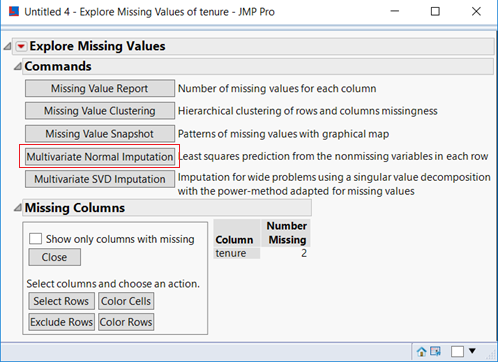 Untitled 4 - Explore Missing Values of tenure - JMP Pro
Explore Missing Values
Commands
Missing Value Report Number of missing values for each column
Missing Value Clustering Hierarchical clustering of rows and columns missingness
Missing Value Snapshot Patterns of missing values with graphical map
Multivariate Normal Imputation Least squares prediction from the nonmissing variables in each row
Multivariate SVD Imputation Imputation for wide problems using a singular value decomposition
with the power-method adapted for missing values
Missing Columns
Show only columns with missing
Close
Select columns and choose an action.
Select Rows Color Cells
Exclude Rows Color Rows
Number
Column Missing
tenure 2